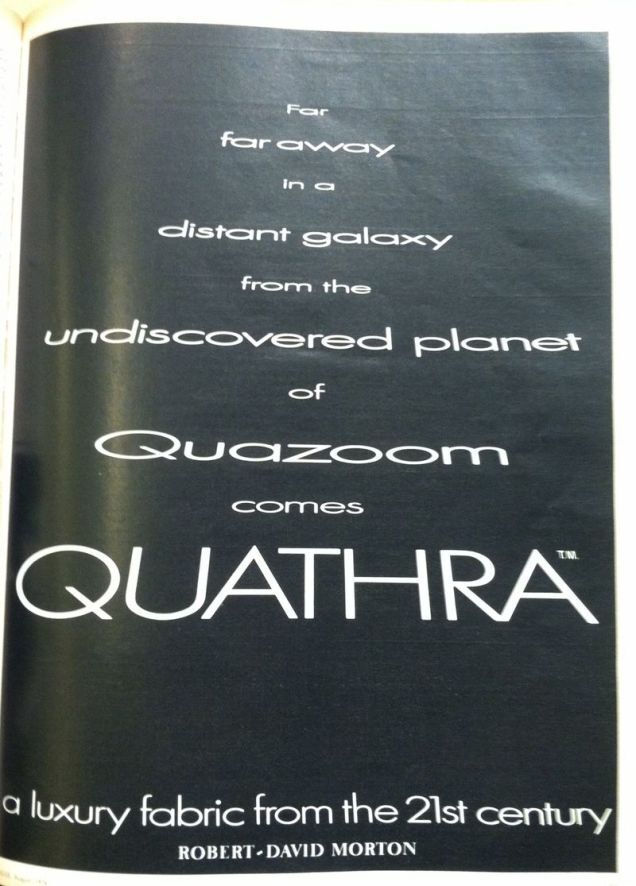 Far
far away
in a
distant galaxy
from the
undiscovered planet
of
Quazoom
comes
QUATHRA T.M.
a luxury fabric from the 21st century
ROBERT-DAVID MORTON